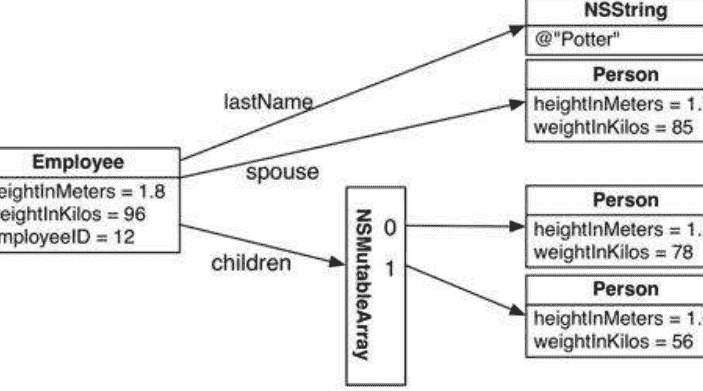 NSString
@"Potter"
Person
heightInMeters = 1.
weightInKilos = 85
lastName
spouse
Employee
eightInMeters = 1.8
eightInKilos = 96
mployeeID = 12
children
NSMutableArray
0
1
Person
heightInMeters = 1.
weightInKilos = 78
Person
heightInMeters = 1.
weightInKilos = 56